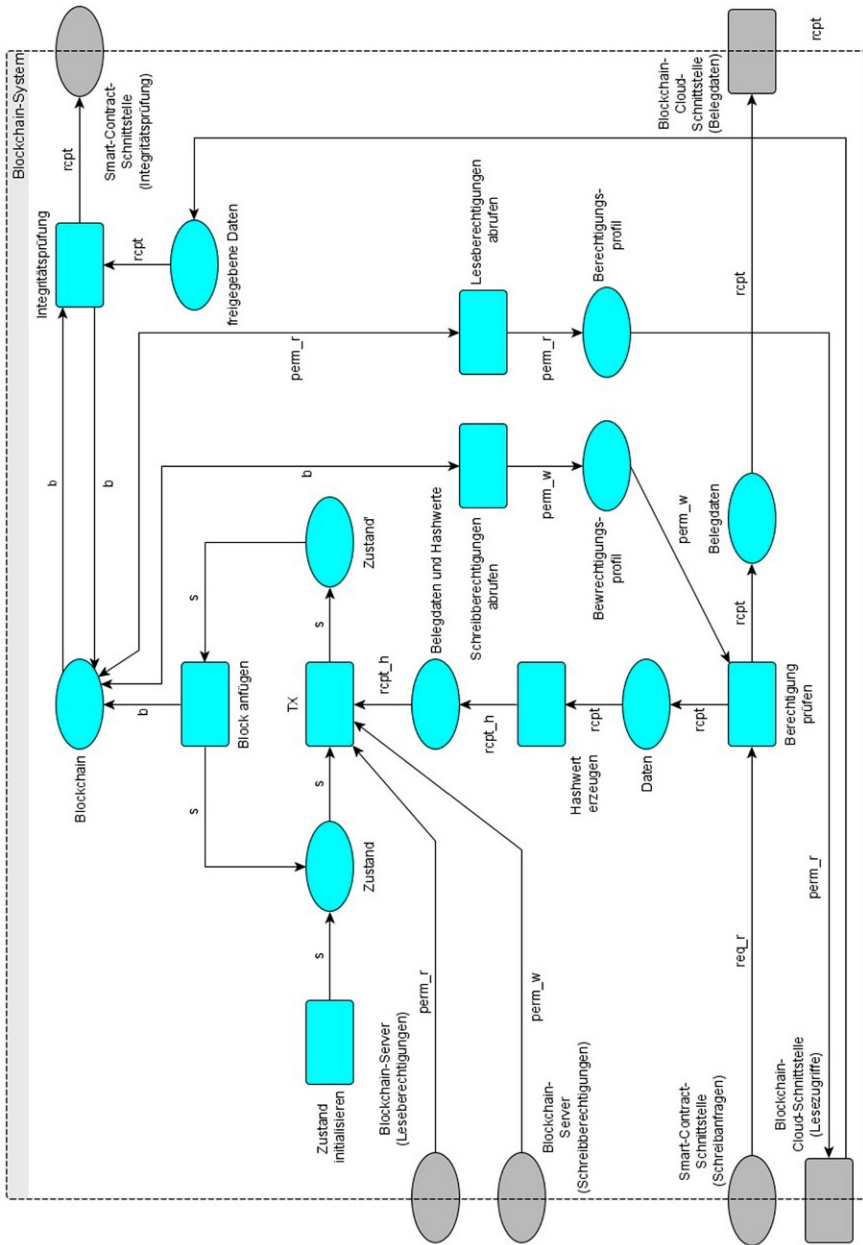 Blockchain-System
Zustand
initialisieren
s
Zustand
s
s
Block anfügen
b
Blockchain
s
TX
s
Zustand'
b
b
Integritätsprüfung
rcpt
Smart-Contract-
Schnittstelle
(Integritätsprüfung)
rcpt
freigegebene Daten
Blockchain-Server
(Leseberechtigungen)
perm_r
Blockchain-
Server
(Schreibberechtigungen)
perm_w
rcpt_h
Belegdaten und Hashwerte
rcpt_h
Hashwert
erzeugen
rcpt
Daten
rcpt
b
Schreibberechtigungen
abrufen
perm_w
Bewrechtigungs-
profil
perm_w
perm_r
Leseberechtigungen
abrufen
perm_r
Berechtigungs-
profil
Smart-Contract-
Schnittstelle
(Schreibanfragen)
req_r
Berechtigung
prüfen
rcpt
Belegdaten
rcpt
Blockchain-
Cloud-
Schnittstelle
(Belegdaten)
Blockchain-
Cloud-Schnittstelle
(Lesezugriffe)
perm_r
rcpt